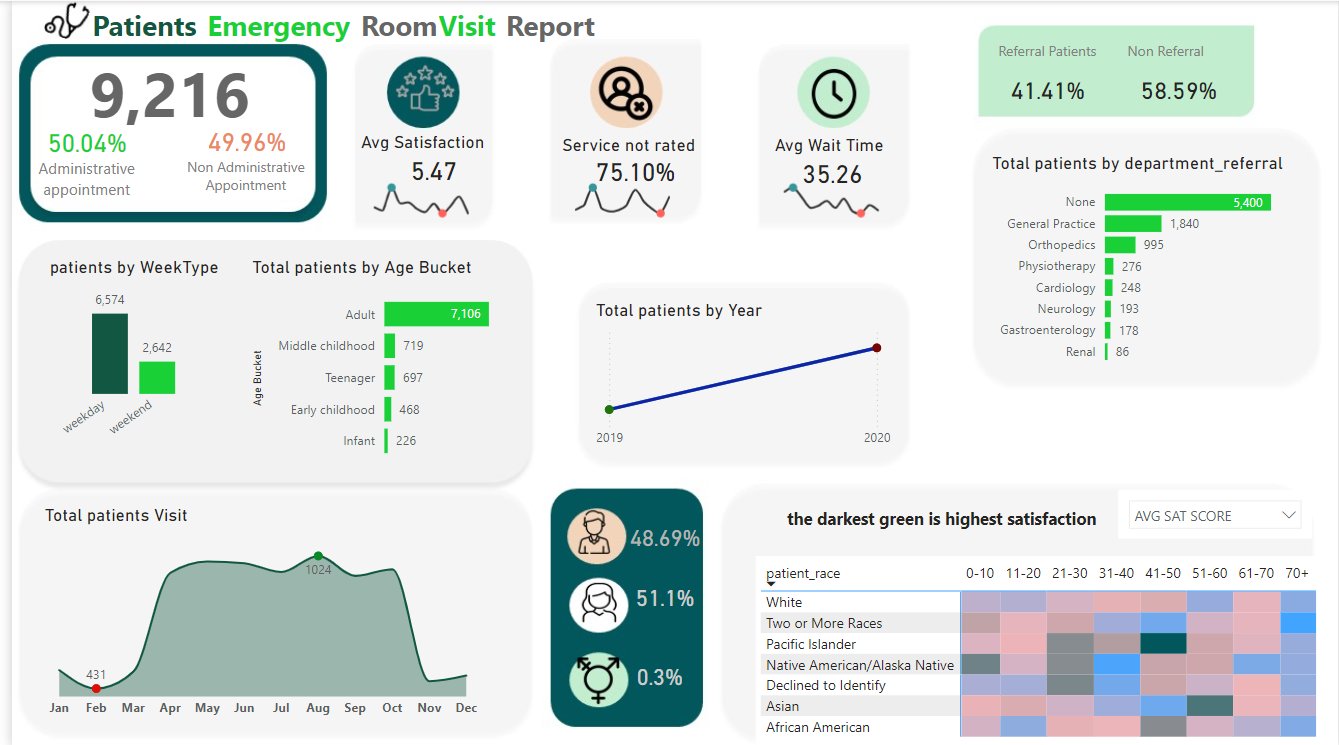 Patients Emergency RoomVisit Report
9,216
50.04%
Administrative
appointment
49.96%
Non Administrative
Appointment
Avg Satisfaction
5.47
Service not rated
75.10%
Avg Wait Time
35.26
Referral Patients
41.41%
Non Referral
58.59%
patients by WeekType
6,574
2,642
weekday
weekend
Total patients by Age Bucket
Age Bucket
Adult 7,106
Middle childhood 719
Teenager 697
Early childhood 468
Infant 226
Total patients by Year
2019 2020
Total patients by department_referral
None 5,400
General Practice 1,840
Orthopedics 995
Physiotherapy 276
Cardiology 248
Neurology 193
Gastroenterology 178
Renal 86
Total patients Visit
431
1024
Jan Feb Mar Apr May Jun Jul Aug Sep Oct Nov Dec
48.69%
51.1%
0.3%
the darkest green is highest satisfaction
AVG SAT SCORE
patient_race 0-10 11-20 21-30 31-40 41-50 51-60 61-70 70+
White
Two or More Races
Pacific Islander
Native American/Alaska Native
Declined to Identify
Asian
African American